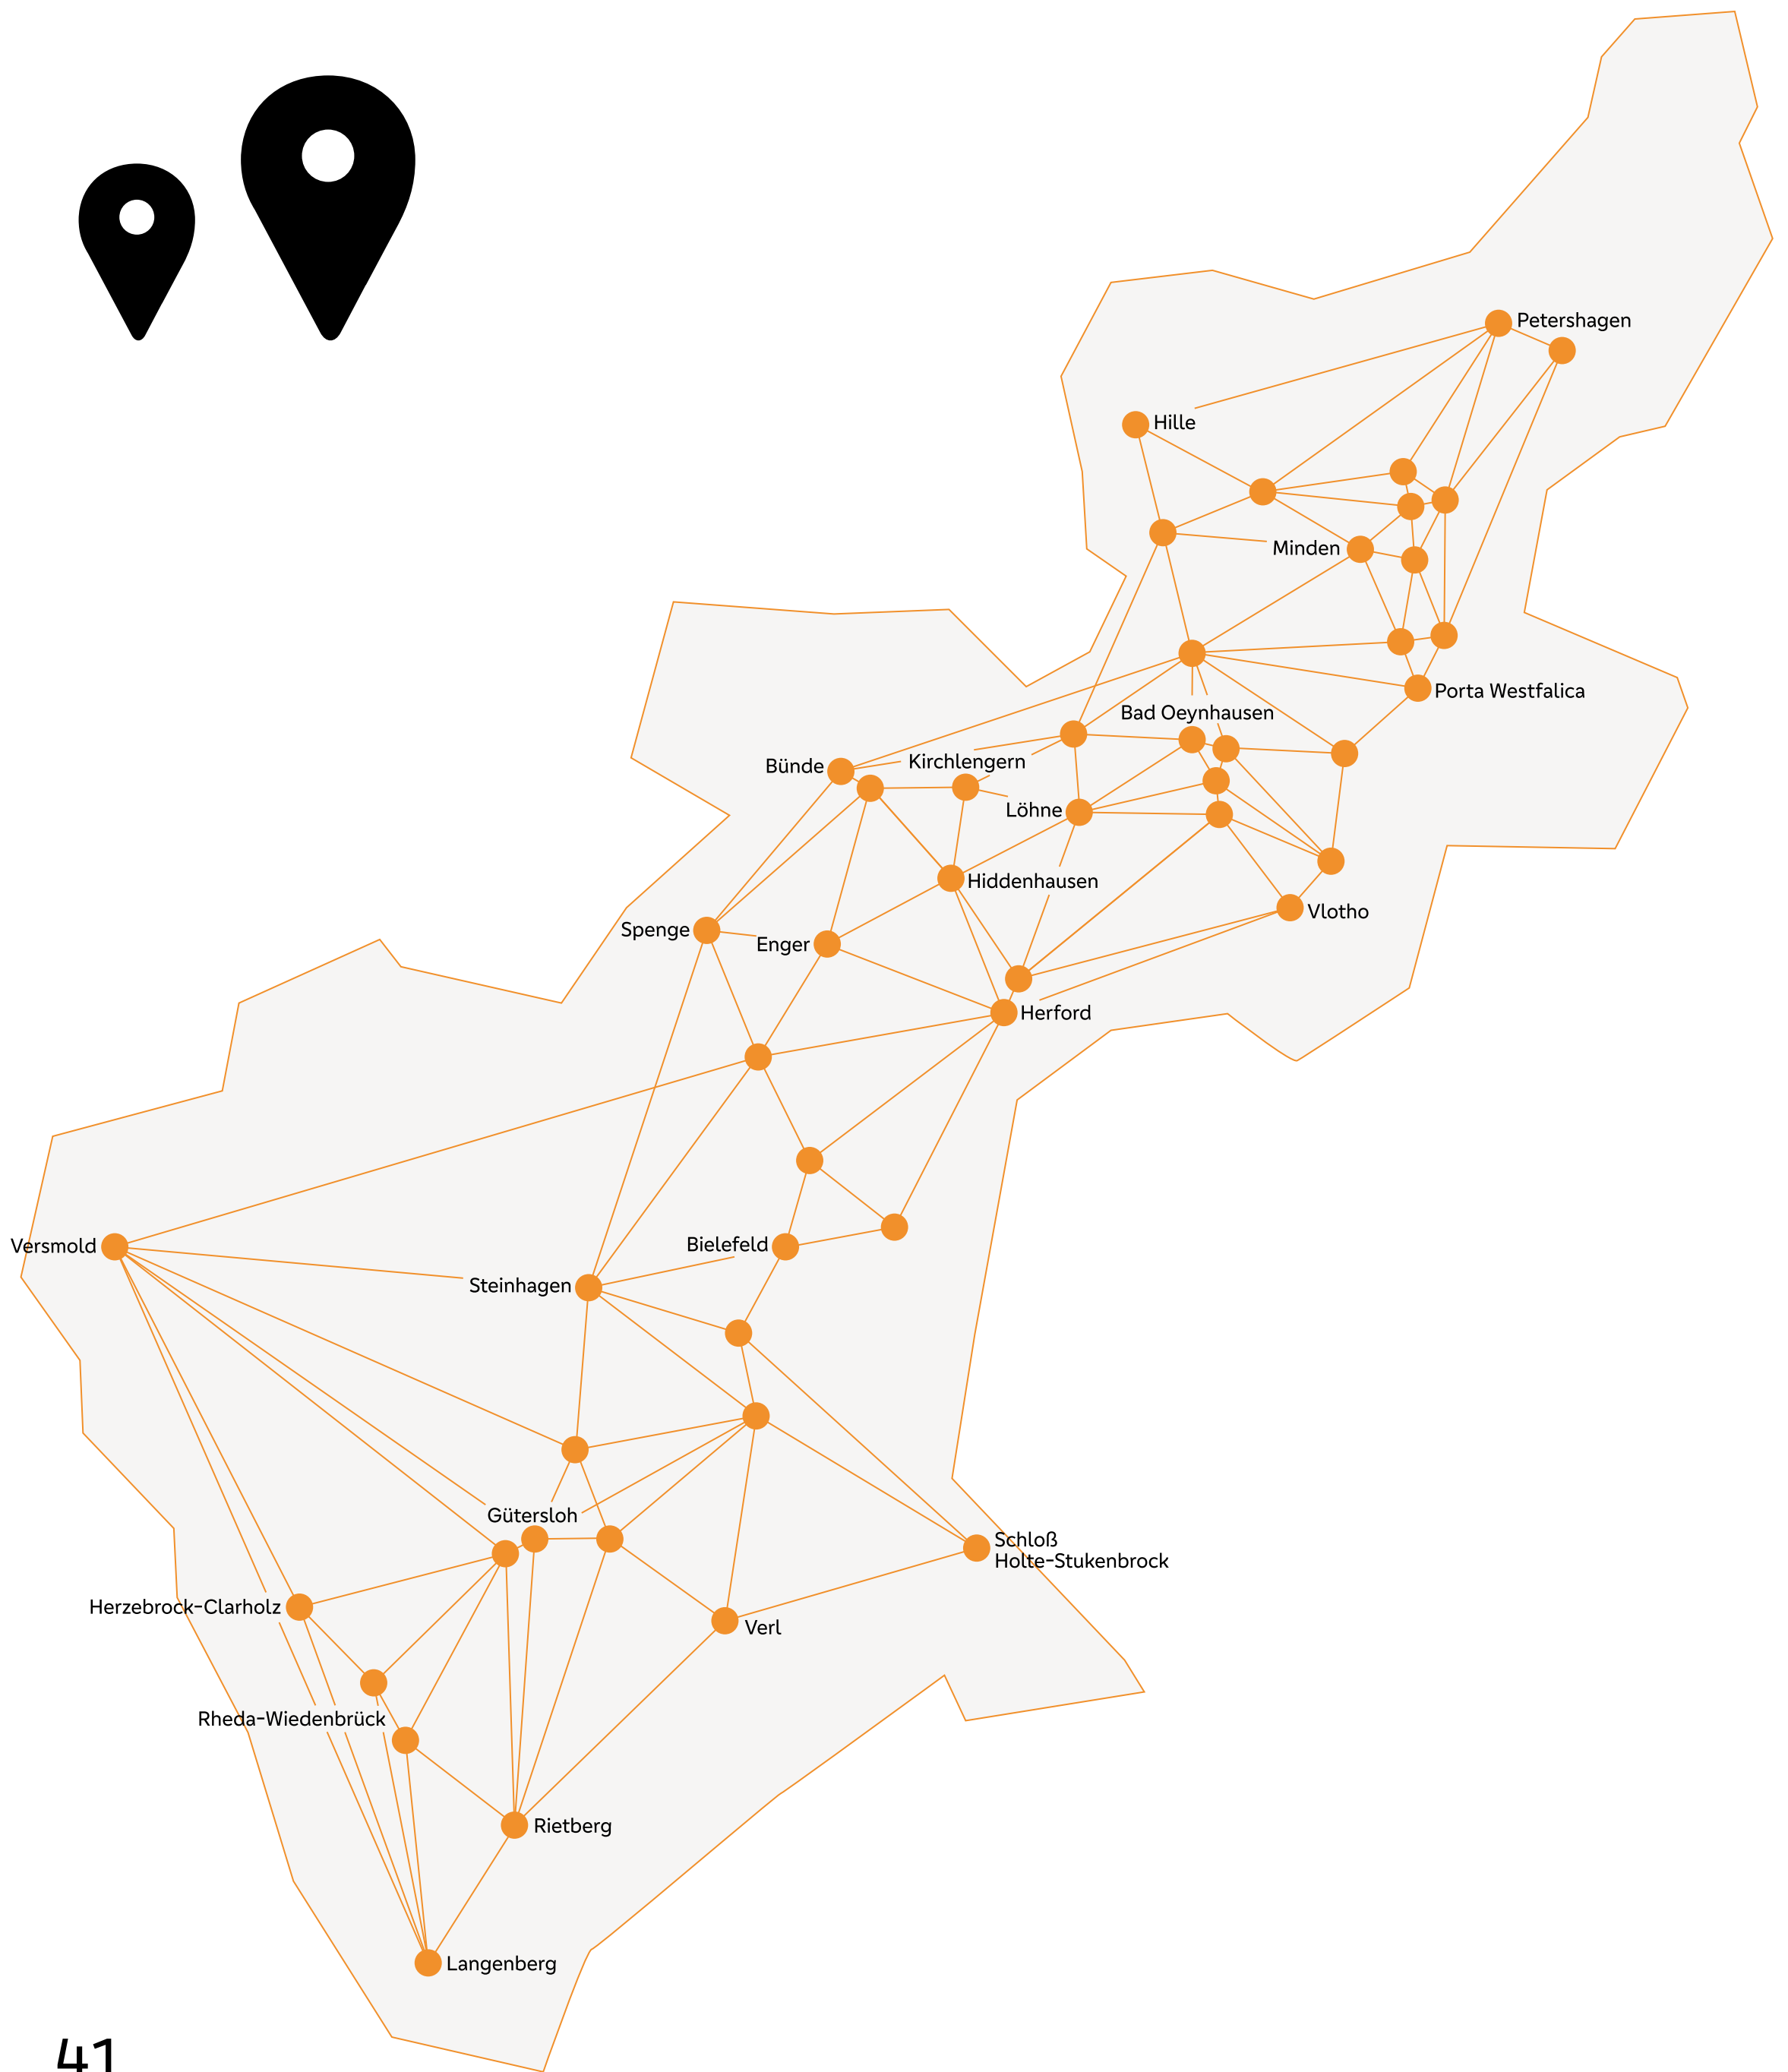 Petershagen
Hille
Minden
Porta Westfalica
Bad Oeynhausen
Kirchlengern
Bünde
Löhne
Hiddenhausen
Vlotho
Spenge
Enger
Herford
Bielefeld
Versmold
Steinhagen
Gütersloh
Schloß
Holte-Stukenbrock
Herzebrock-Clarholz
Verl
Rheda-Wiedenbrück
Rietberg
Langenberg
41